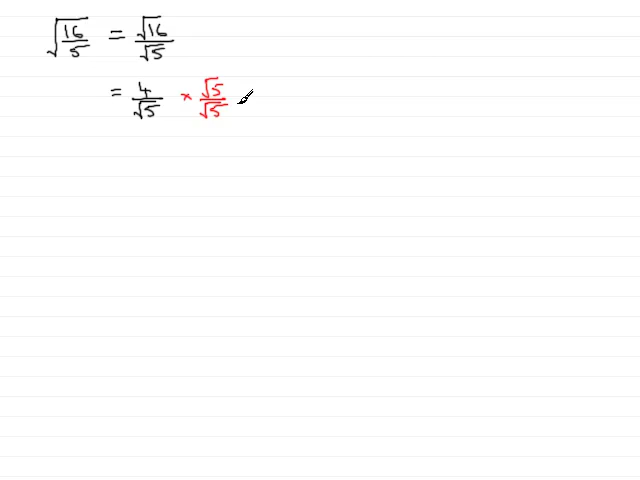 √16/5 = √16/√5
= 4/√5 × √5/√5